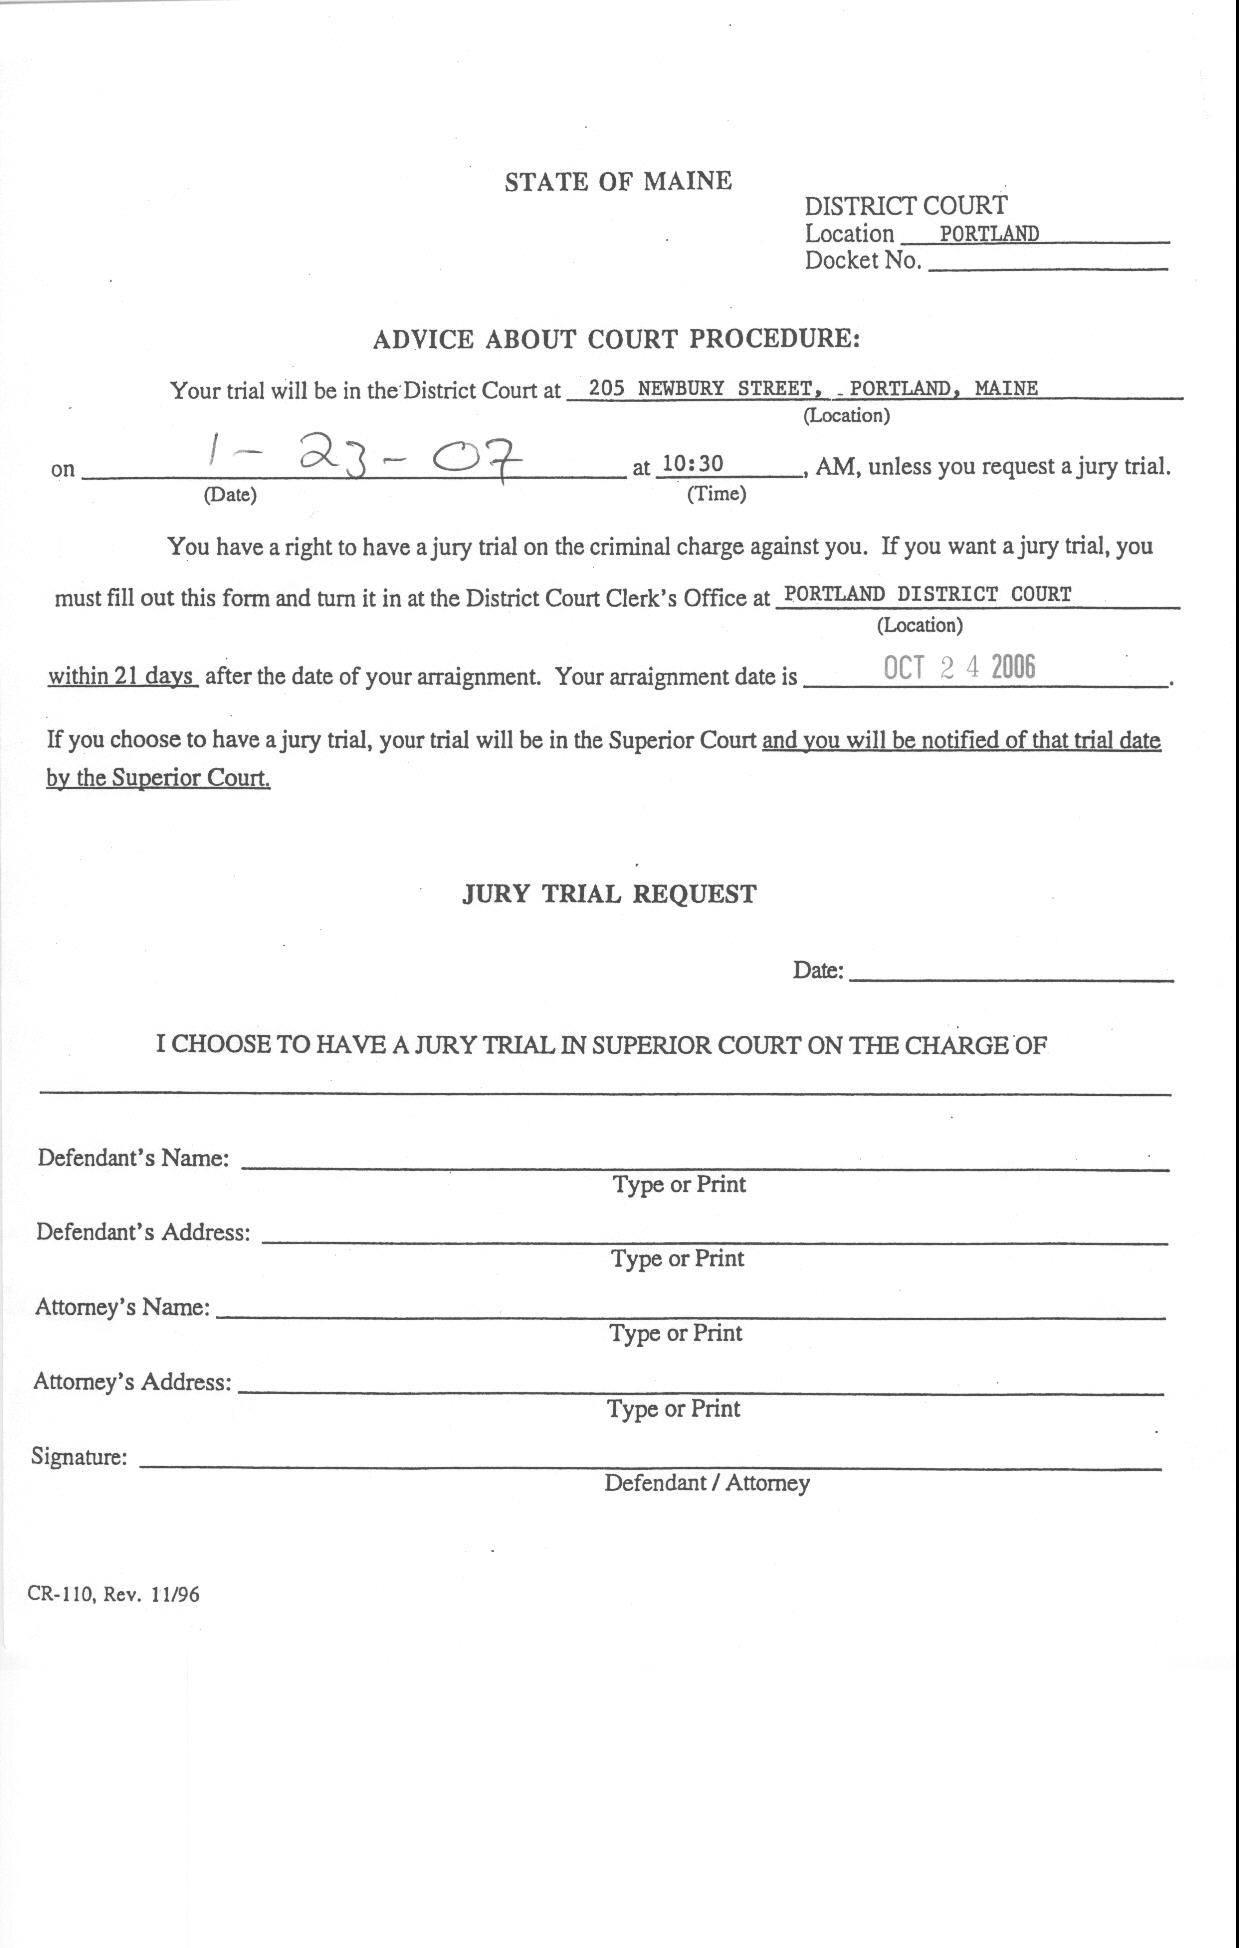 STATE OF MAINE
DISTRICT COURT
Location PORTLAND
Docket No.
ADVICE ABOUT COURT PROCEDURE:
Your trial will be in the District Court at 205 NEWBURY STREET, PORTLAND, MAINE
(Location)
on 1-23-07 at 10:30, AM, unless you request a jury trial.
(Date) (Time)
You have a right to have a jury trial on the criminal charge against you. If you want a jury trial, you
must fill out this form and turn it in at the District Court Clerk's Office at PORTLAND DISTRICT COURT
(Location)
within 21 days after the date of your arraignment. Your arraignment date is OCT 24 2006.
If you choose to have a jury trial, your trial will be in the Superior Court and you will be notified of that trial date
by the Superior Court.
JURY TRIAL REQUEST
Date:
I CHOOSE TO HAVE A JURY TRIAL IN SUPERIOR COURT ON THE CHARGE OF
Defendant's Name:
Type or Print
Defendant's Address:
Type or Print
Attorney's Name:
Type or Print
Attorney's Address:
Type or Print
Signature:
Defendant / Attorney
CR-110, Rev. 11/96